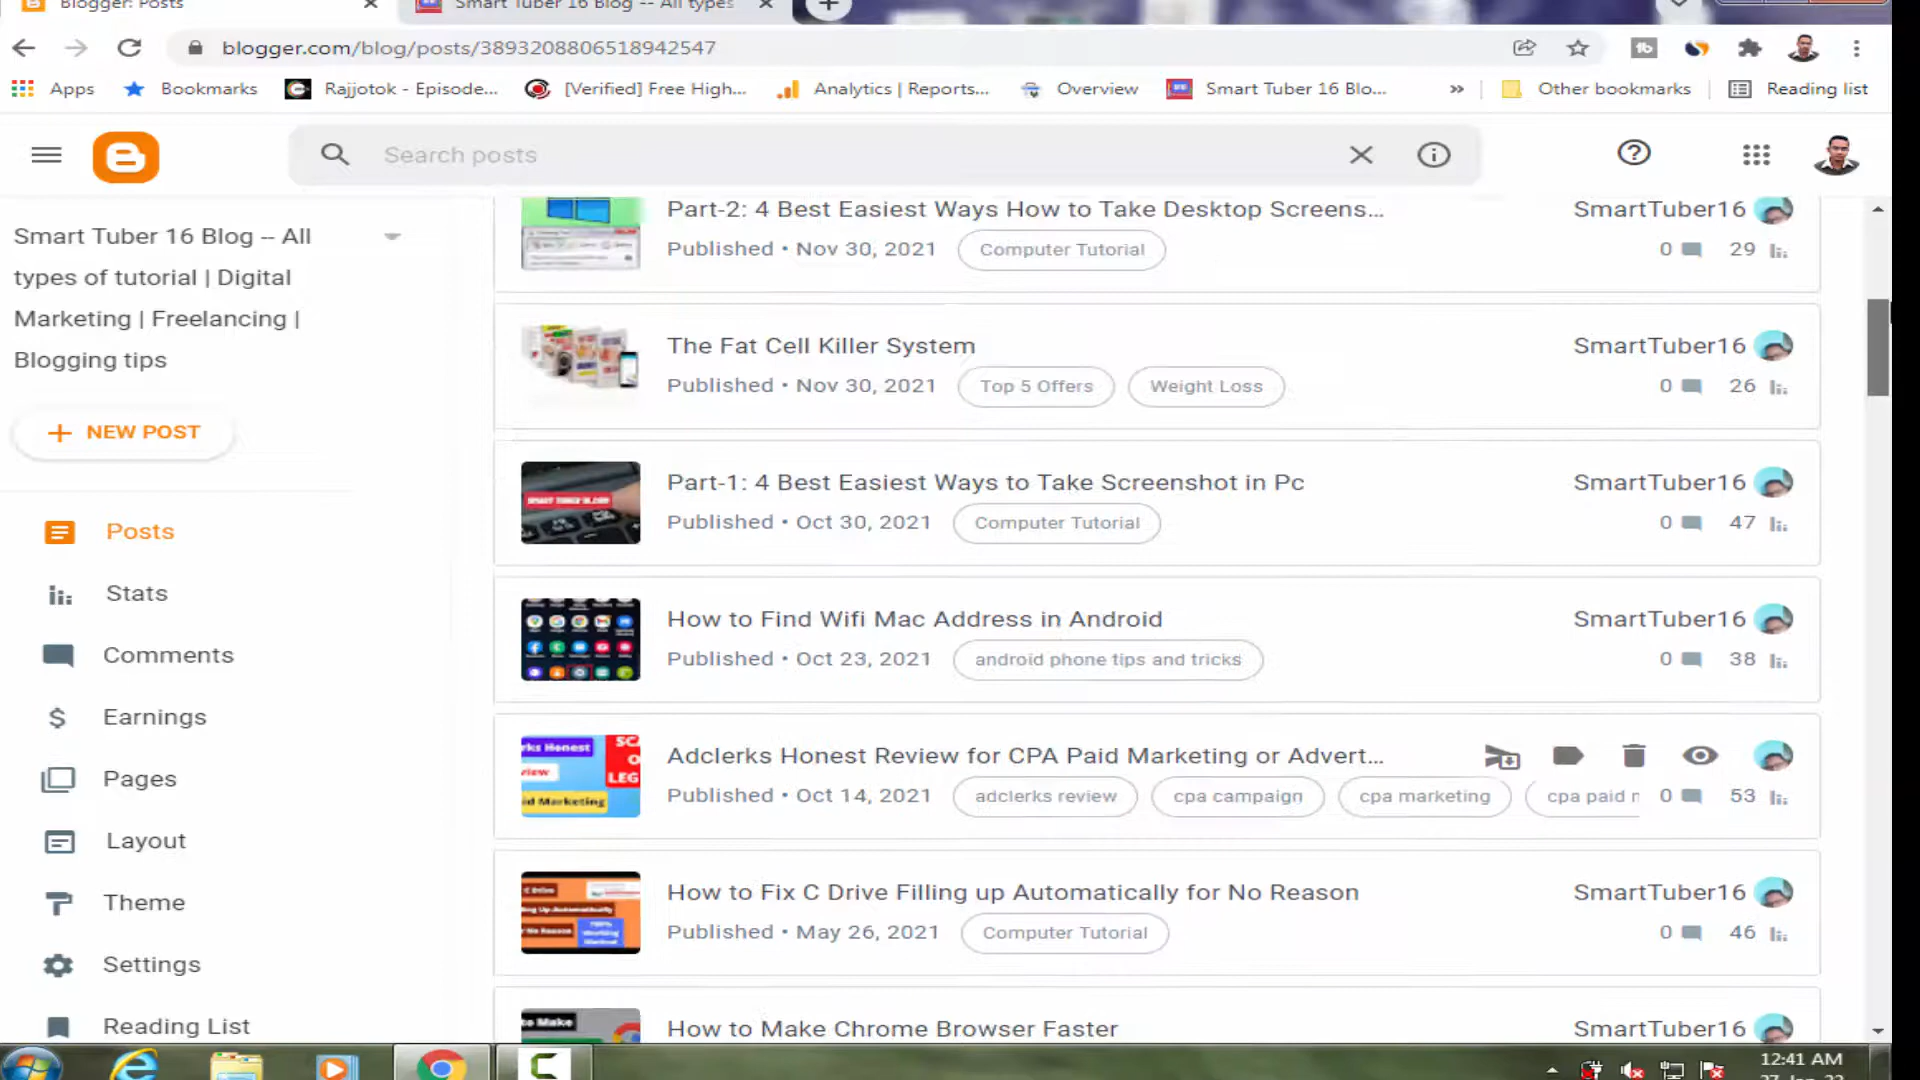 Blogger: Posts
Smart Tuber 16 Blog -- All types
blogger.com/blog/posts/3893208806518942547
Apps
Bookmarks
Rajjotok - Episode...
[Verified] Free High...
Analytics | Reports...
Overview
Smart Tuber 16 Blo...
»
Other bookmarks
Reading list
Search posts
Smart Tuber 16 Blog -- All
types of tutorial | Digital
Marketing | Freelancing |
Blogging tips
NEW POST
Posts
Stats
Comments
Earnings
Pages
Layout
Theme
Settings
Reading List
Part-2: 4 Best Easiest Ways How to Take Desktop Screens... SmartTuber16
Published • Nov 30, 2021 Computer Tutorial 0 29
The Fat Cell Killer System SmartTuber16
Published • Nov 30, 2021 Top 5 Offers Weight Loss 0 26
Part-1: 4 Best Easiest Ways to Take Screenshot in Pc SmartTuber16
Published • Oct 30, 2021 Computer Tutorial 0 47
How to Find Wifi Mac Address in Android SmartTuber16
Published • Oct 23, 2021 android phone tips and tricks 0 38
Adclerks Honest Review for CPA Paid Marketing or Advert...
Published • Oct 14, 2021 adclerks review cpa campaign cpa marketing cpa paid 0 53
How to Fix C Drive Filling up Automatically for No Reason SmartTuber16
Published • May 26, 2021 Computer Tutorial 0 46
How to Make Chrome Browser Faster SmartTuber16
12:41 AM